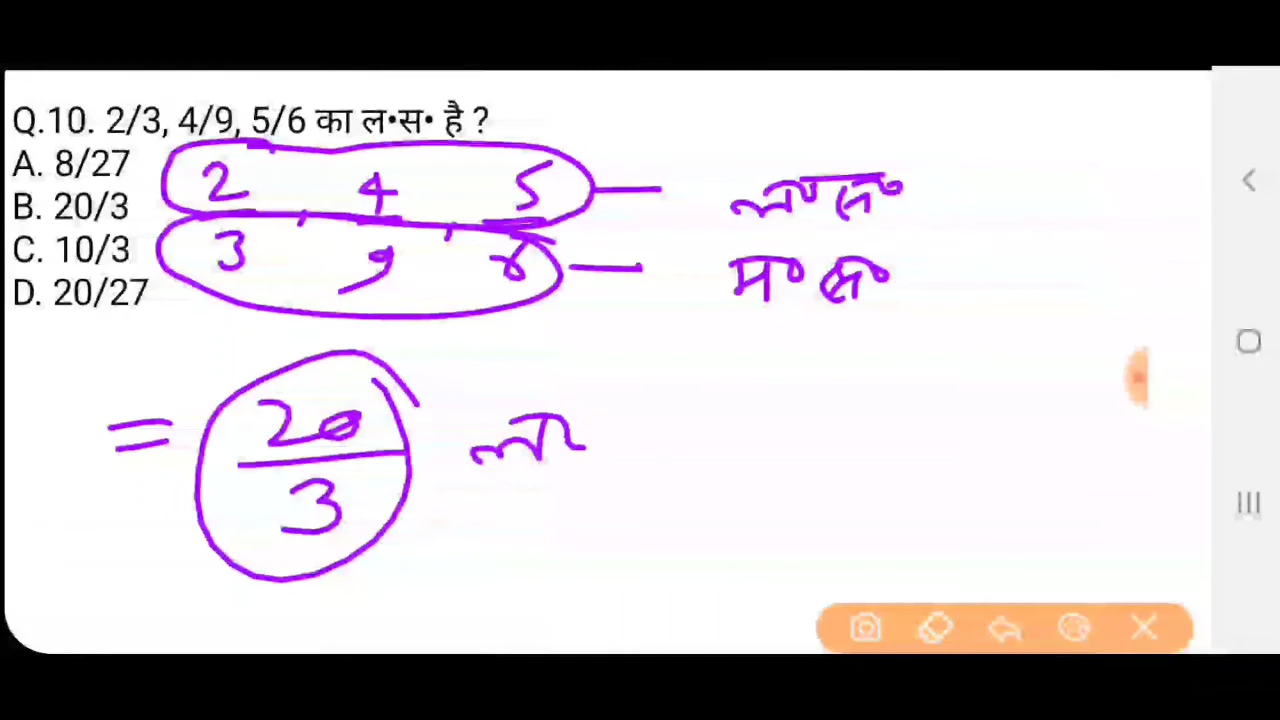 Q.10. 2/3, 4/9, 5/6 का ल•स• है ?
A. 8/27
B. 20/3
C. 10/3
D. 20/27
2 4 5 — ल॰स॰
3 , 9 , 6 — म॰स॰
= 20/3 ल